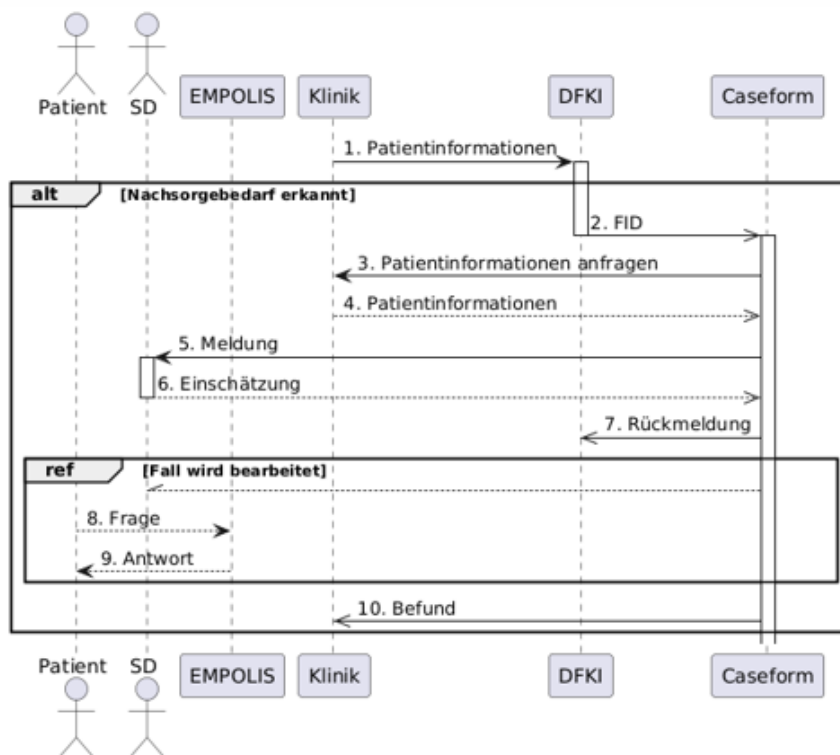 Patient SD EMPOLIS Klinik DFKI Caseform
1. Patientinformationen
alt [Nachsorgebedarf erkannt]
2. FID
3. Patientinformationen anfragen
4. Patientinformationen
5. Meldung
6. Einschätzung
7. Rückmeldung
ref [Fall wird bearbeitet]
8. Frage
9. Antwort
10. Befund
Patient SD EMPOLIS Klinik DFKI Caseform